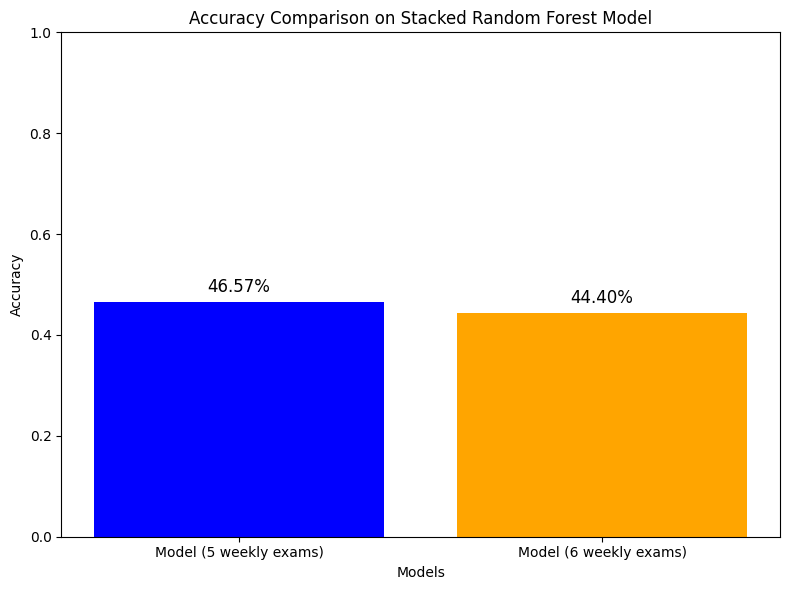 Accuracy Comparison on Stacked Random Forest Model
1.0
0.8
0.6
0.4
0.2
0.0
Accuracy
46.57%
44.40%
Model (5 weekly exams)
Model (6 weekly exams)
Models